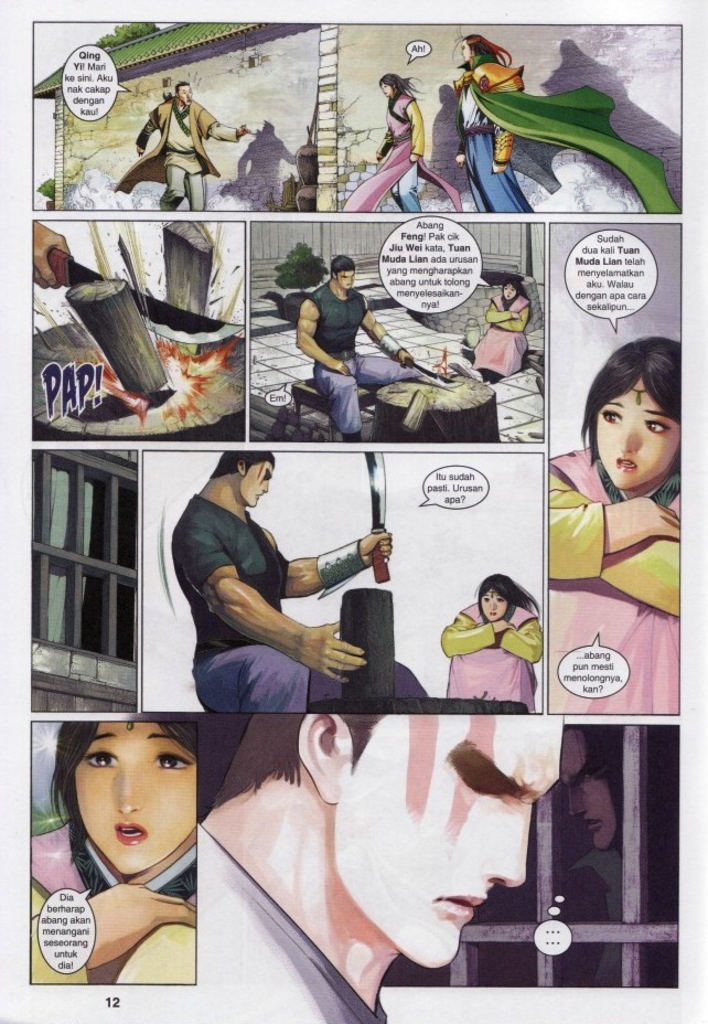 Qing
Yi! Mari
ke sini. Aku
nak cakap
dengan
kau!
Ah!
PAP!
Abang
Feng! Pak cik
Jiu Wei kata, Tuan
Muda Lian ada urusan
yang mengharapkan
abang untuk tolong
menyelesaikan-
nya!
Em!
Sudah
dua kali Tuan
Muda Lian telah
menyelamatkan
aku. Walau
dengan apa cara
sekalipun...
...abang
pun mesti
menolongnya,
kan?
Itu sudah
pasti. Urusan
apa?
Dia
berharap
abang akan
menangani
seseorang
untuk
dia!
...
...
12